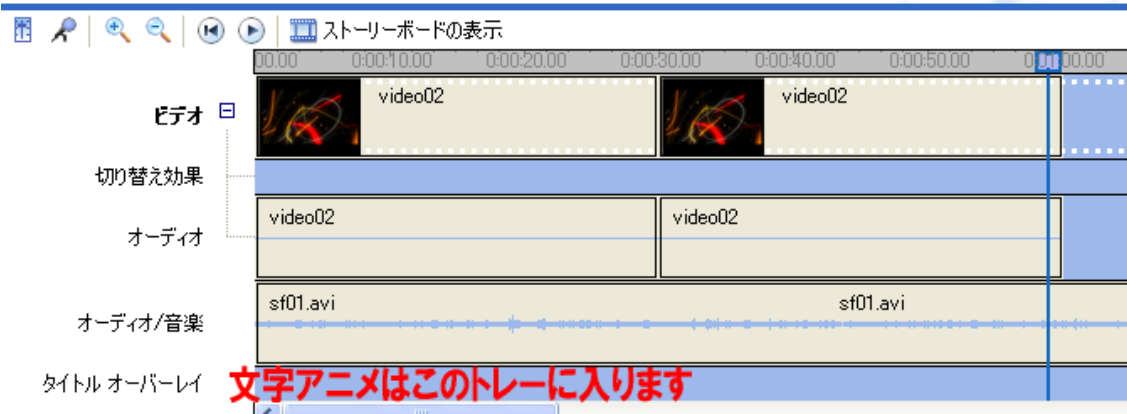 ストーリーボードの表示
00.00 0:00:10.00 0:00:20.00 0:00:30.00 0:00:40.00 0:00:50.00 0:01:00.00
ビデオ video02 video02
切り替え効果
オーディオ video02 video02
オーディオ/音楽 sf01.avi sf01.avi
タイトル オーバーレイ 文字アニメはこのトレーに入ります